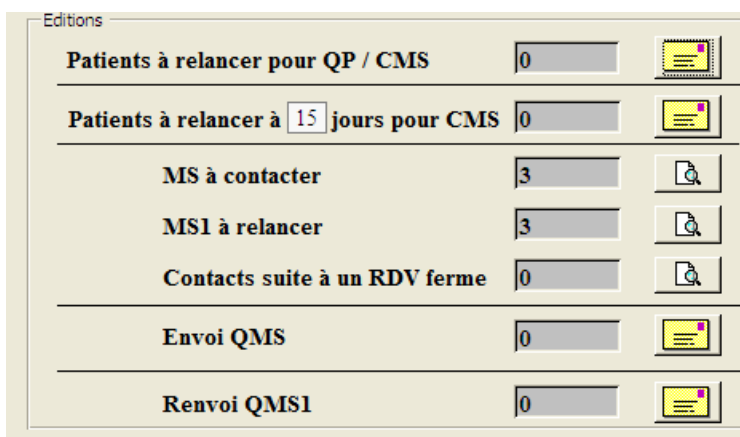 Editions
Patients à relancer pour QP / CMS 0
Patients à relancer à 15 jours pour CMS 0
MS à contacter 3
MS1 à relancer 3
Contacts suite à un RDV ferme 0
Envoi QMS 0
Renvoi QMS1 0